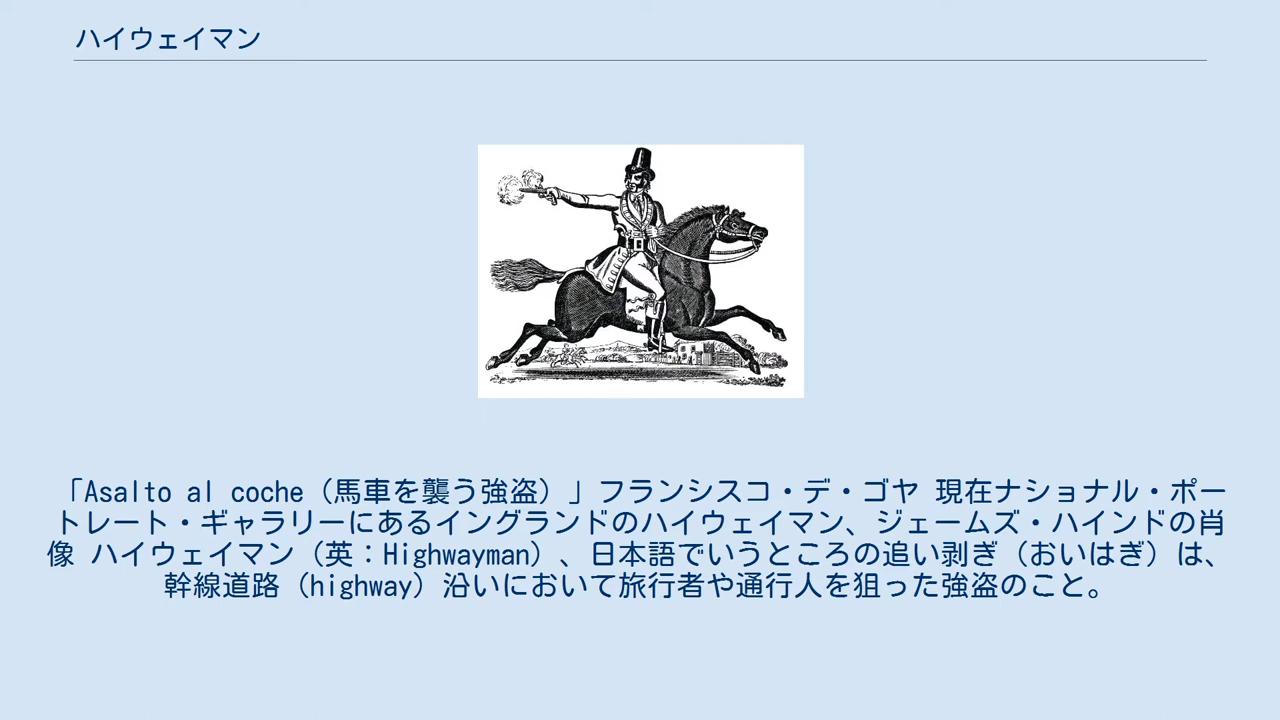 ハイウェイマン
「Asalto al coche（馬車を襲う強盗）」フランシスコ・デ・ゴヤ 現在ナショナル・ポー
トレート・ギャラリーにあるイングランドのハイウェイマン、ジェームズ・ハインドの肖
像 ハイウェイマン（英：Highwayman）、日本語でいうところの追い剥ぎ（おいはぎ）は、
幹線道路（highway）沿いにおいて旅行者や通行人を狙った強盗のこと。